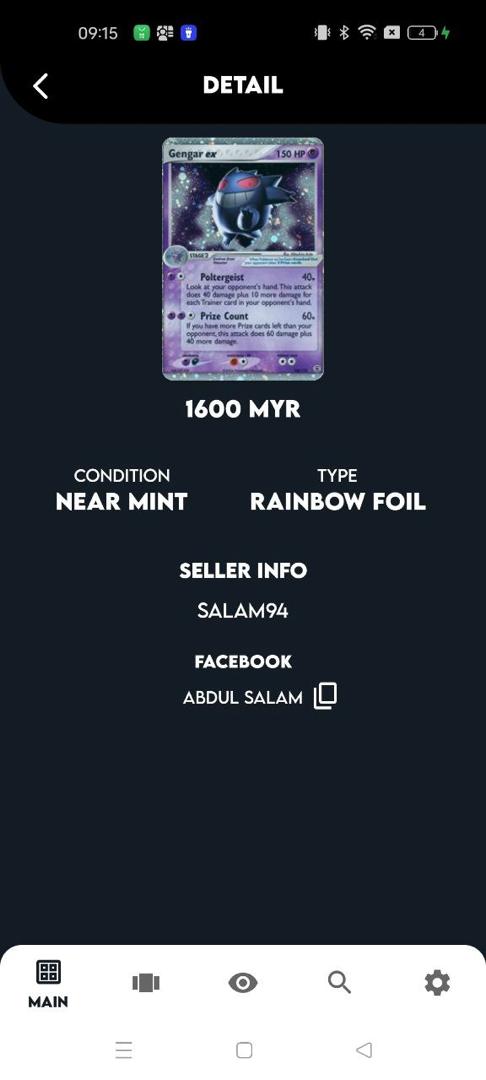 09:15
4
DETAIL
Gengar ex 150 HP
STAGE 2
Poltergeist 40+
Look at your opponent's hand. This attack
does 40 damage plus 10 more damage for
each Trainer card in your opponent's hand.
Prize Count 60+
If you have more Prize cards left than your
opponent, this attack does 60 damage plus
40 more damage.
1600 MYR
CONDITION TYPE
NEAR MINT RAINBOW FOIL
SELLER INFO
SALAM94
FACEBOOK
ABDUL SALAM
MAIN